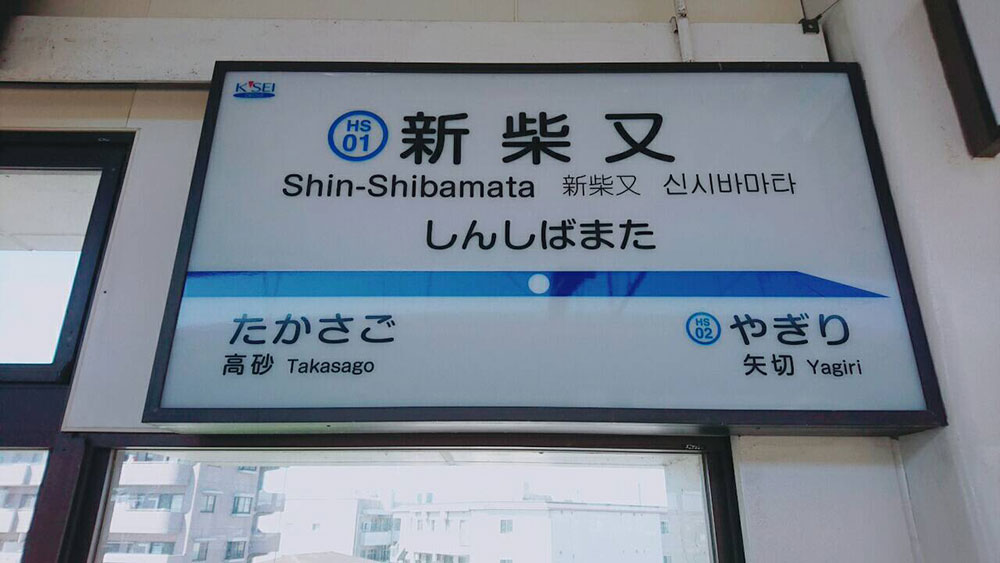 K'SEI
HS 01 新柴又
Shin-Shibamata 新柴又 신시바마타
しんしばまた
たかさご HS 02 やぎり
高砂 Takasago 矢切 Yagiri